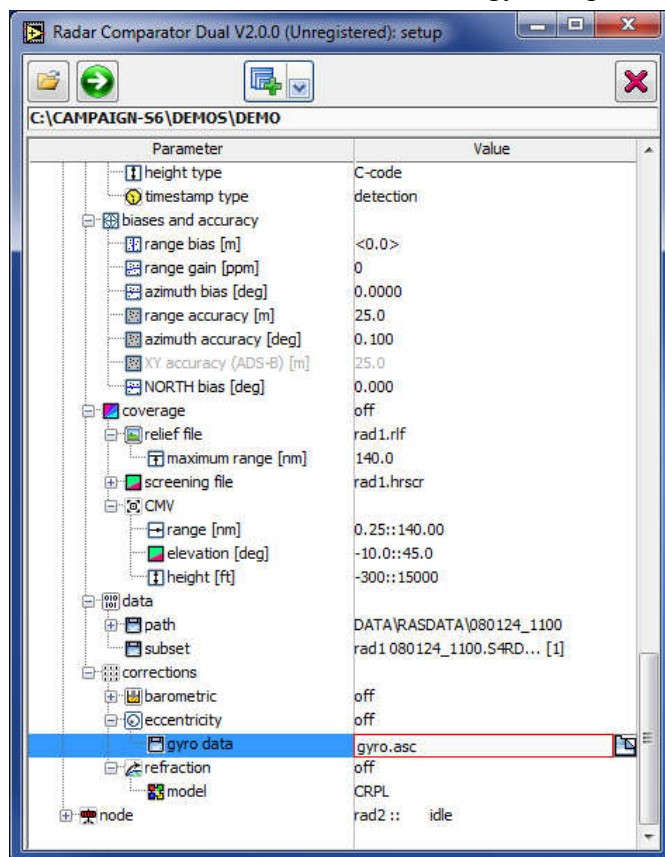 Radar Comparator Dual V2.0.0 (Unregistered): setup
C:\CAMPAIGN-S6\DEMOS\DEMO
Parameter Value
height type C-code
timestamp type detection
biases and accuracy
range bias [m] <0.0>
range gain [ppm] 0
azimuth bias [deg] 0.0000
range accuracy [m] 25.0
azimuth accuracy [deg] 0.100
XY accuracy (ADS-B) [m] 25.0
NORTH bias [deg] 0.000
coverage off
relief file rad1.rlf
maximum range [nm] 140.0
screening file rad1.hrscr
CMV
range [nm] 0.25::140.00
elevation [deg] -10.0::45.0
height [ft] -300::15000
data
path DATA\RASDATA\080124_1100
subset rad1 080124_1100.S4RD... [1]
corrections
barometric off
eccentricity off
gyro data gyro.asc
refraction off
model CRPL
node rad2 :: idle